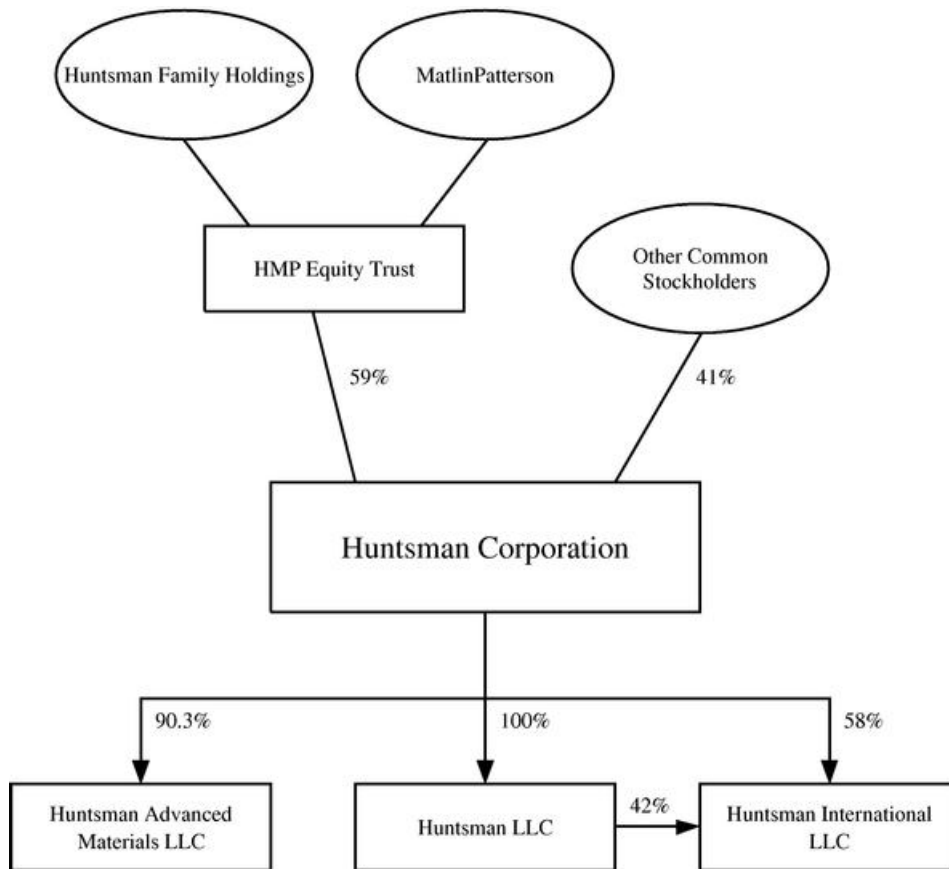 Huntsman Family Holdings
MatlinPatterson
HMP Equity Trust
Other Common
Stockholders
59%
41%
Huntsman Corporation
90.3%
100%
58%
Huntsman Advanced
Materials LLC
Huntsman LLC
42%
Huntsman International
LLC